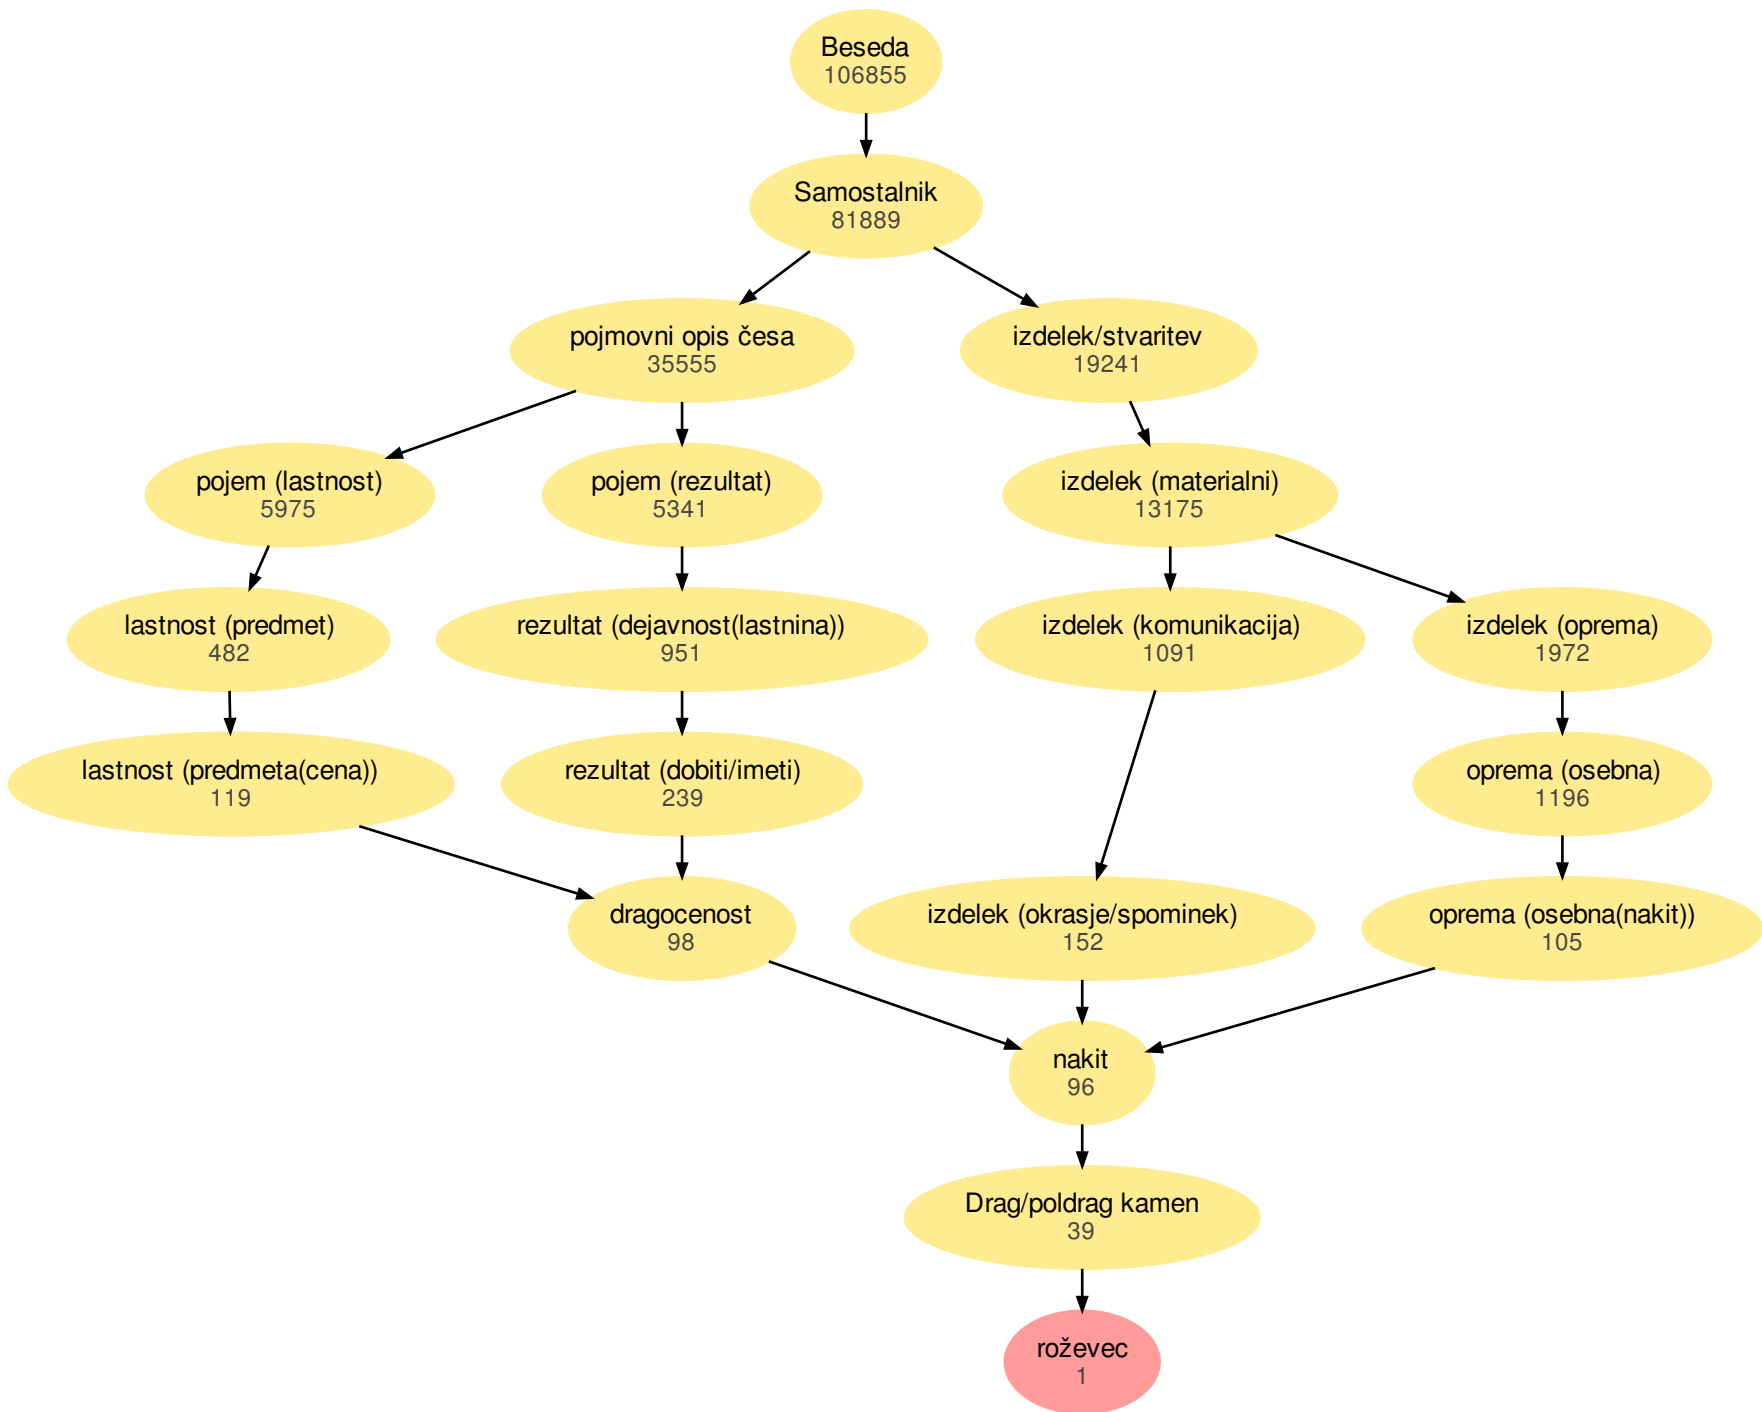 Beseda
106855
Samostalnik
81889
pojmovni opis česa
35555
izdelek/stvaritev
19241
pojem (lastnost)
5975
pojem (rezultat)
5341
izdelek (materialni)
13175
lastnost (predmet)
482
rezultat (dejavnost(lastnina))
951
izdelek (komunikacija)
1091
izdelek (oprema)
1972
lastnost (predmeta(cena))
119
rezultat (dobiti/imeti)
239
oprema (osebna)
1196
dragocenost
98
izdelek (okrasje/spominek)
152
oprema (osebna(nakit))
105
nakit
96
Drag/poldrag kamen
39
roževec
1